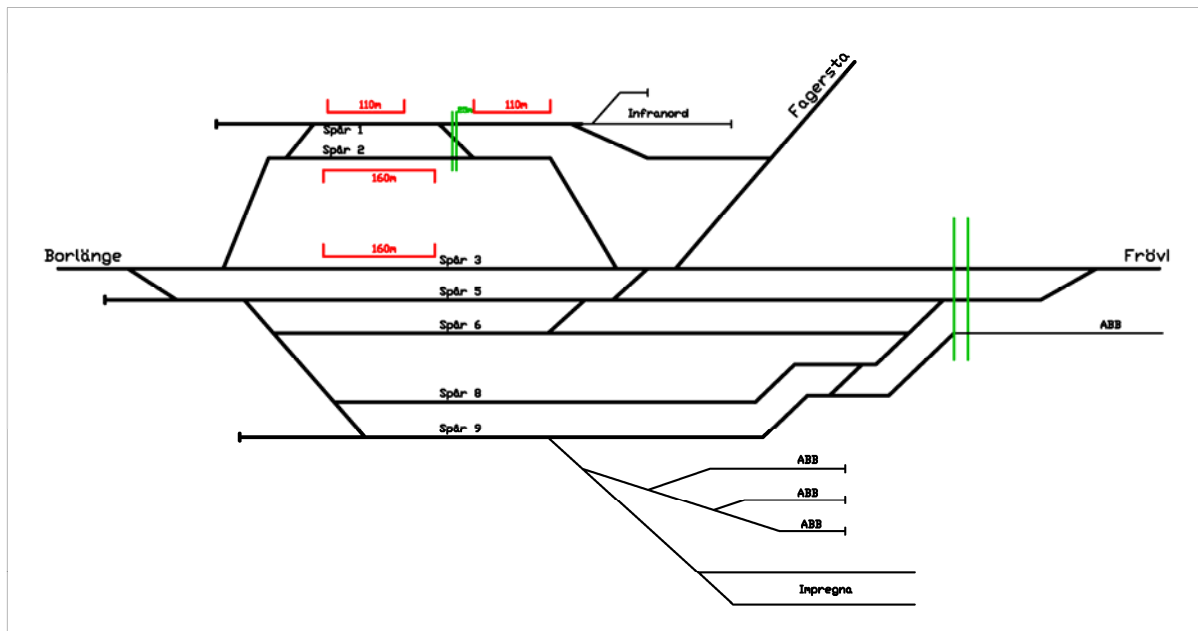 110m
110m
Infranord
Fagersta
Spår 1
Spår 2
160m
160m
Borlänge
Spår 3
Frövl
Spår 5
Spår 6
ABB
Spår 8
Spår 9
ABB
ABB
ABB
Impregna